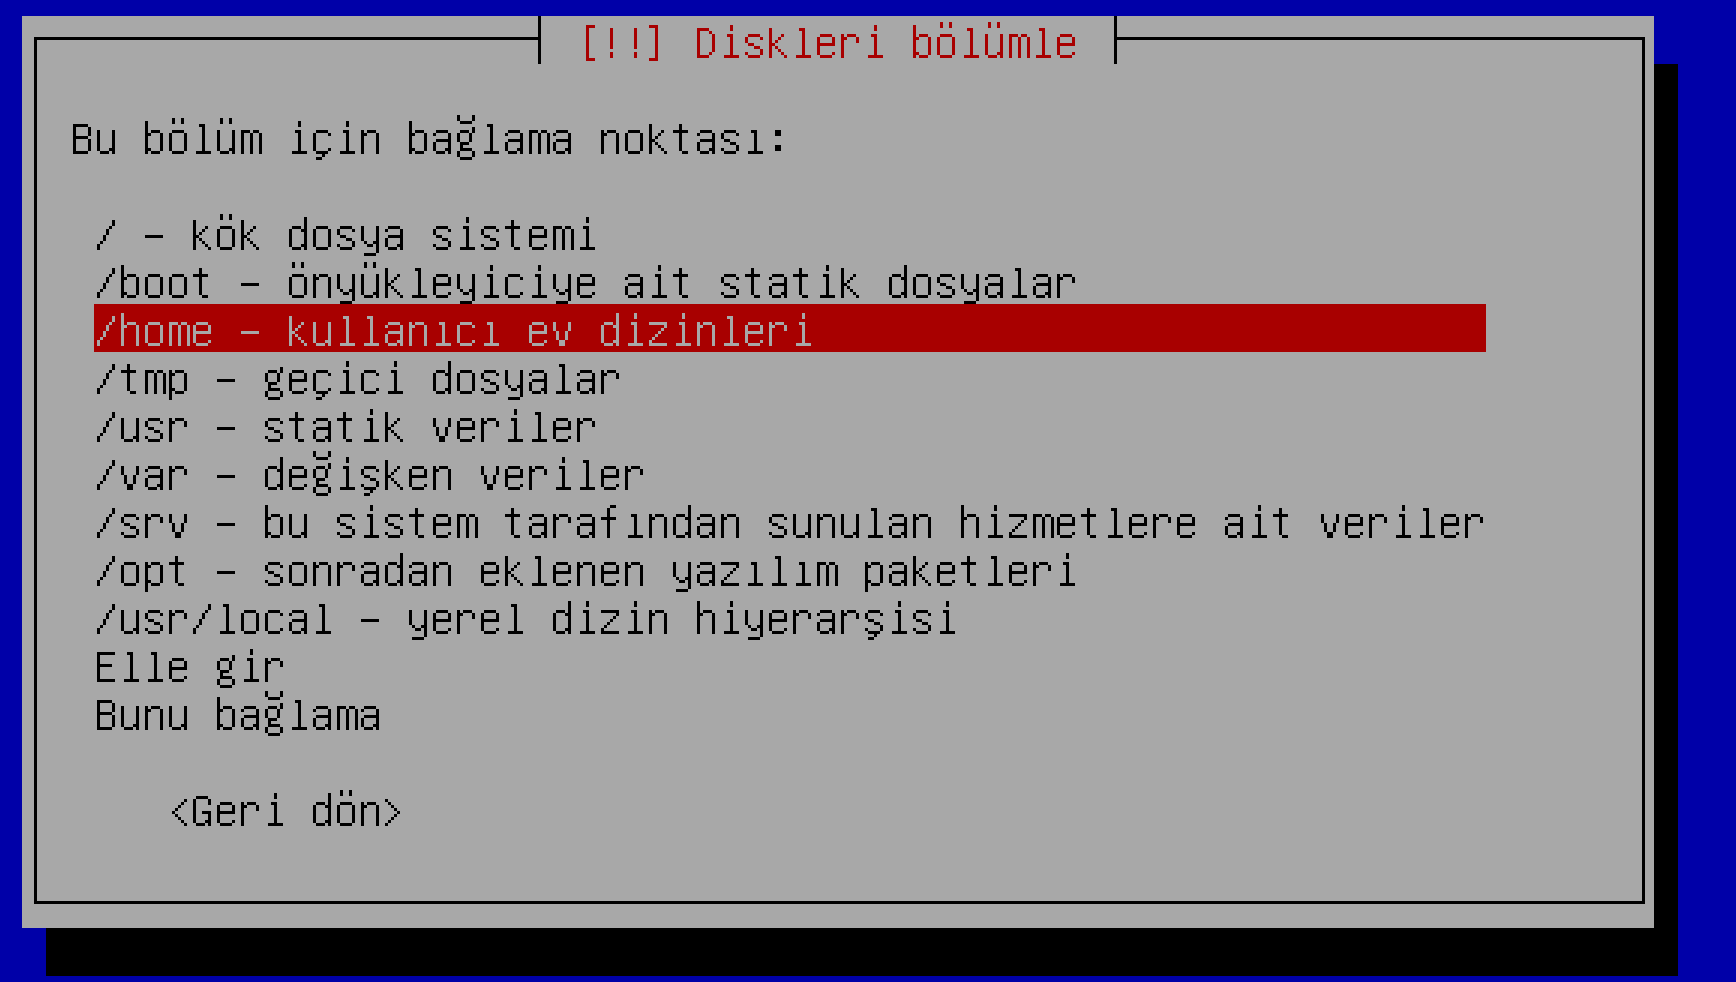 [!!] Diskleri bölümle
Bu bölüm için bağlama noktası:
/ – kök dosya sistemi
/boot – önyükleyiciye ait statik dosyalar
/home – kullanıcı ev dizinleri
/tmp – geçici dosyalar
/usr – statik veriler
/var – değişken veriler
/srv – bu sistem tarafından sunulan hizmetlere ait veriler
/opt – sonradan eklenen yazılım paketleri
/usr/local – yerel dizin hiyerarşisi
Elle gir
Bunu bağlama
<Geri dön>